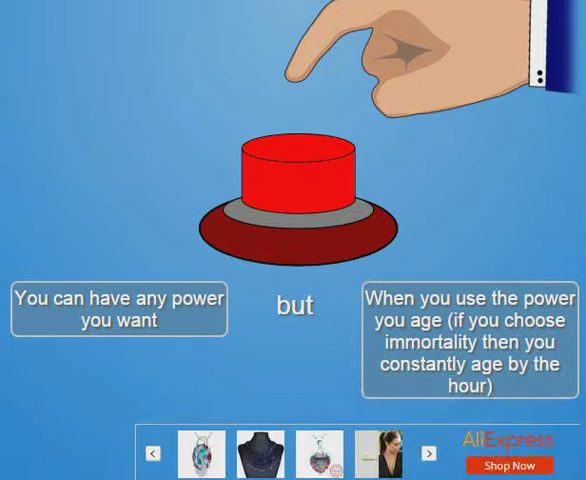 You can have any power
you want
but
When you use the power
you age (if you choose
immortality then you
constantly age by the
hour)
AliExpress
Shop Now